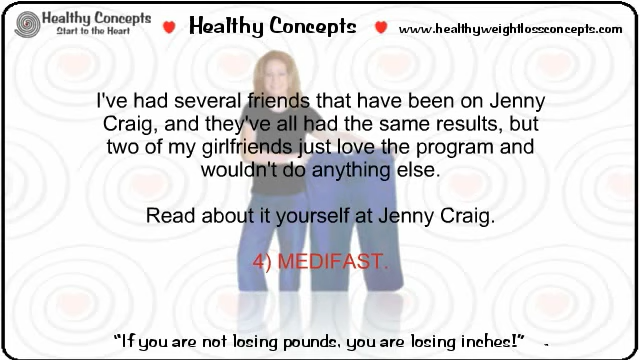 Healthy Concepts
Start to the Heart
Healthy Concepts
www.healthyweightlossconcepts.com
I've had several friends that have been on Jenny
Craig, and they've all had the same results, but
two of my girlfriends just love the program and
wouldn't do anything else.
Read about it yourself at Jenny Craig.
4) MEDIFAST.
"If you are not losing pounds, you are losing inches!" -